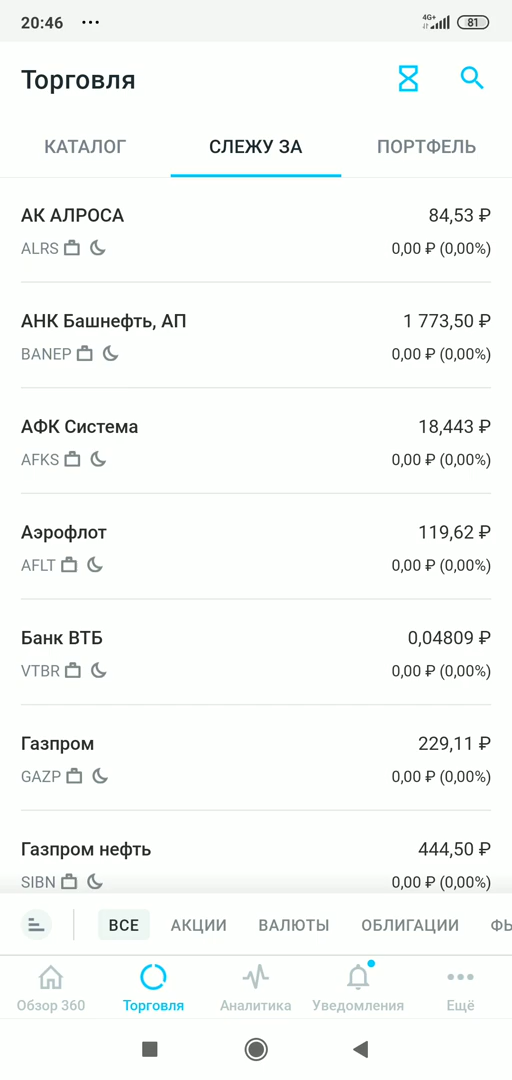 20:46 ... 4G+ 81
Торговля
КАТАЛОГ СЛЕЖУ ЗА ПОРТФЕЛЬ
АК АЛРОСА 84,53 ₽
ALRS 0,00 ₽ (0,00%)
АНК Башнефть, АП 1 773,50 ₽
BANEP 0,00 ₽ (0,00%)
АФК Система 18,443 ₽
AFKS 0,00 ₽ (0,00%)
Аэрофлот 119,62 ₽
AFLT 0,00 ₽ (0,00%)
Банк ВТБ 0,04809 ₽
VTBR 0,00 ₽ (0,00%)
Газпром 229,11 ₽
GAZP 0,00 ₽ (0,00%)
Газпром нефть 444,50 ₽
SIBN 0,00 ₽ (0,00%)
ВСЕ АКЦИИ ВАЛЮТЫ ОБЛИГАЦИИ ФЬ
Обзор 360 Торговля Аналитика Уведомления Ещё